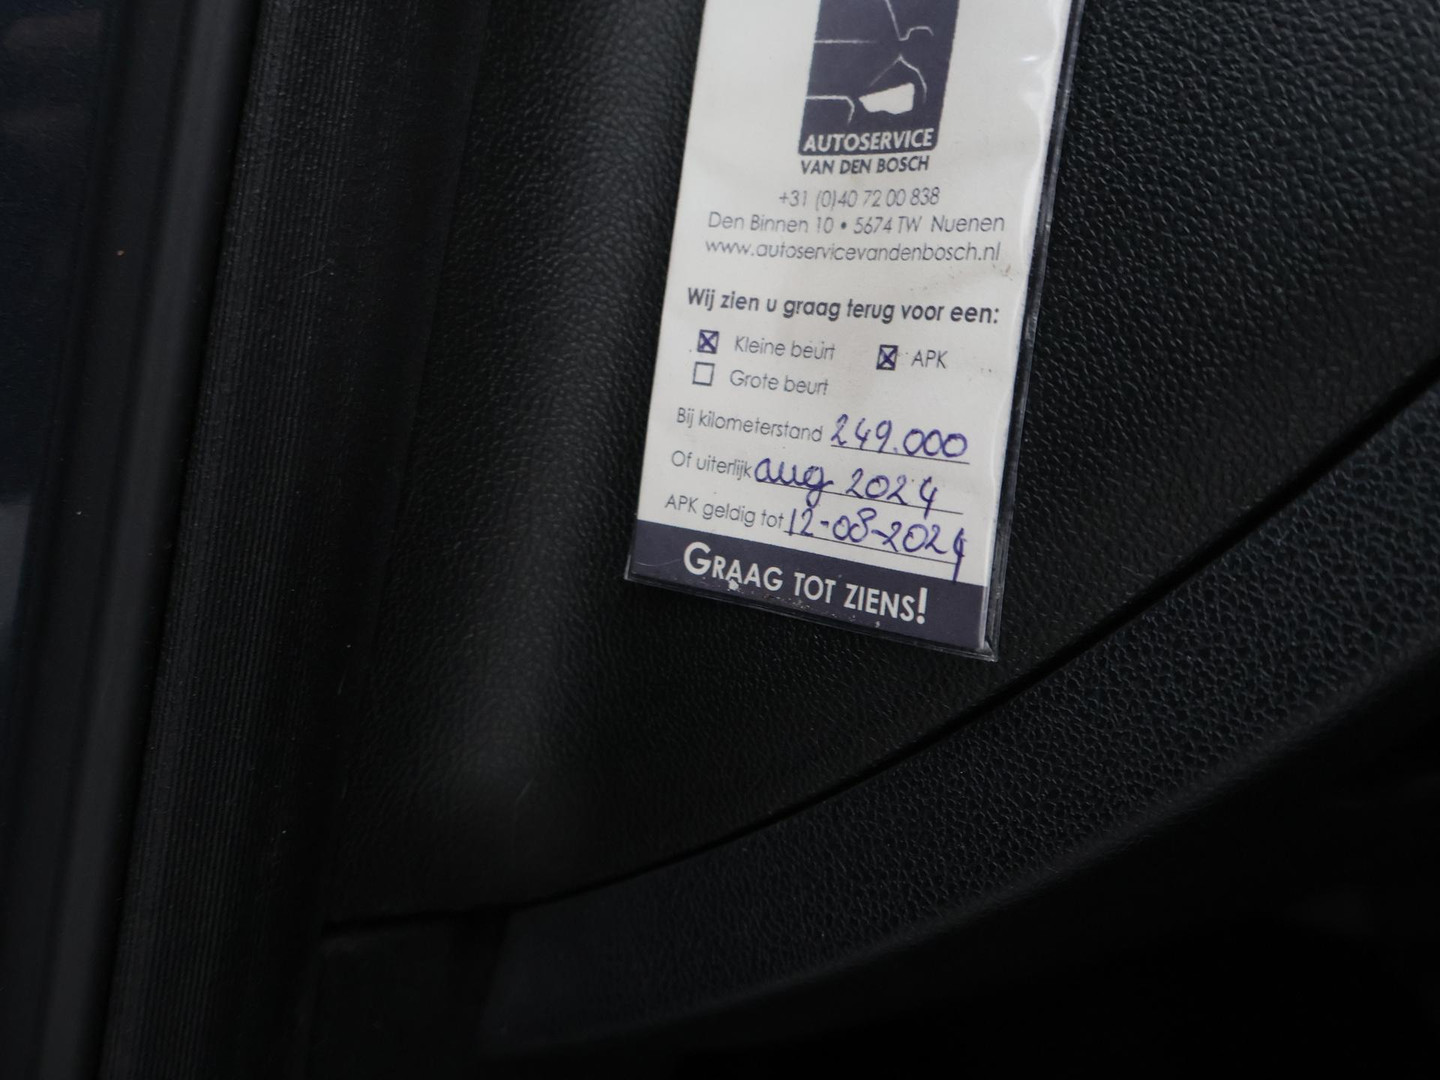 AUTOSERVICE
VAN DEN BOSCH
+31 (0)40 72 00 838
Den Binnen 10 • 5674 TW Nuenen
www.autoservicevandenbosch.nl
Wij zien u graag terug voor een:
☒ Kleine beurt ☒ APK
☐ Grote beurt
Bij kilometerstand 249.000
Of uiterlijk aug 2024
APK geldig tot 12-08-2024
GRAAG TOT ZIENS!